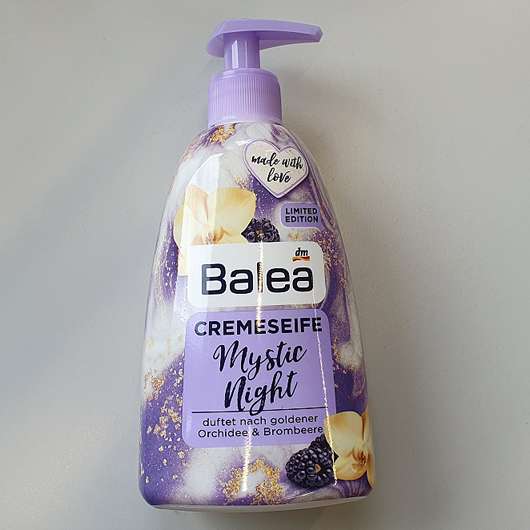 made with
love
LIMITED
EDITION
dm
Balea
CREMESEIFE
Mystic
Night
duftet nach goldener
Orchidee & Brombeere